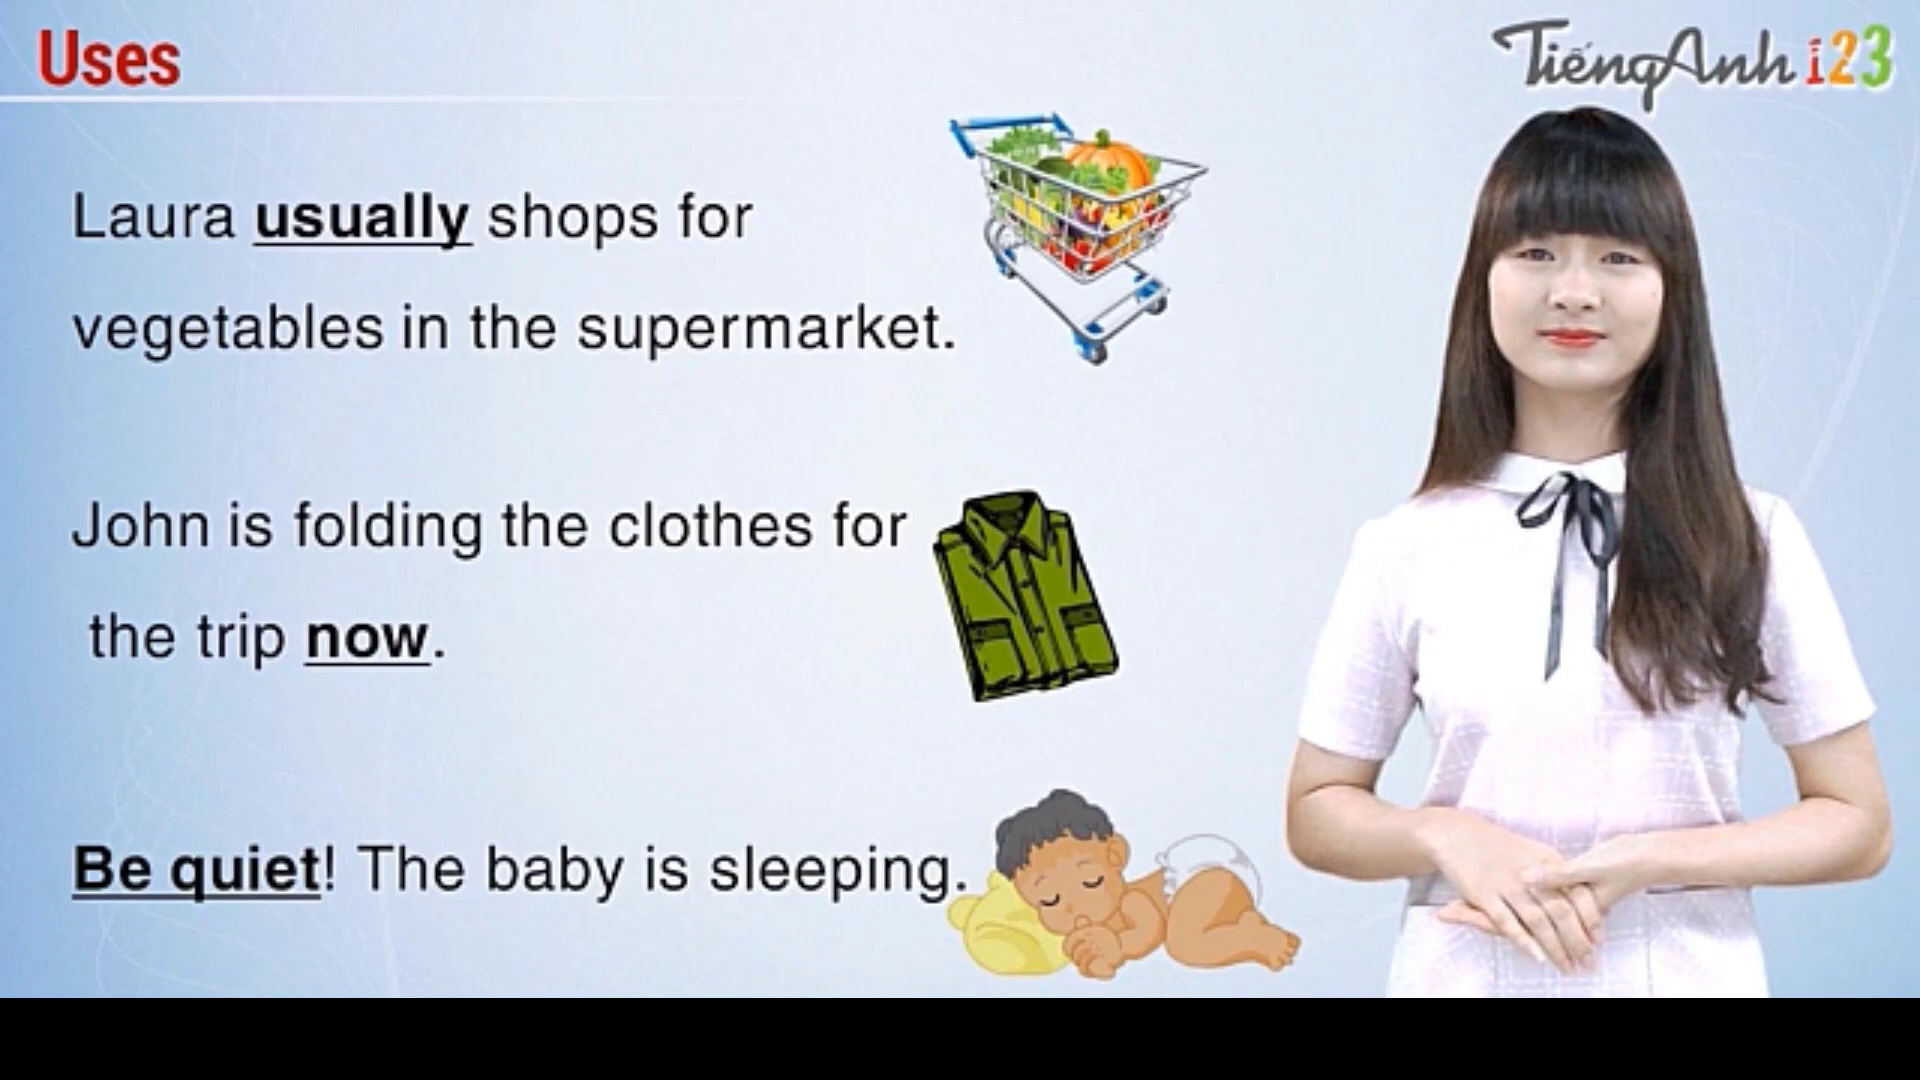 Uses
TiếngAnh123
Laura usually shops for
vegetables in the supermarket.
John is folding the clothes for
the trip now.
Be quiet! The baby is sleeping.